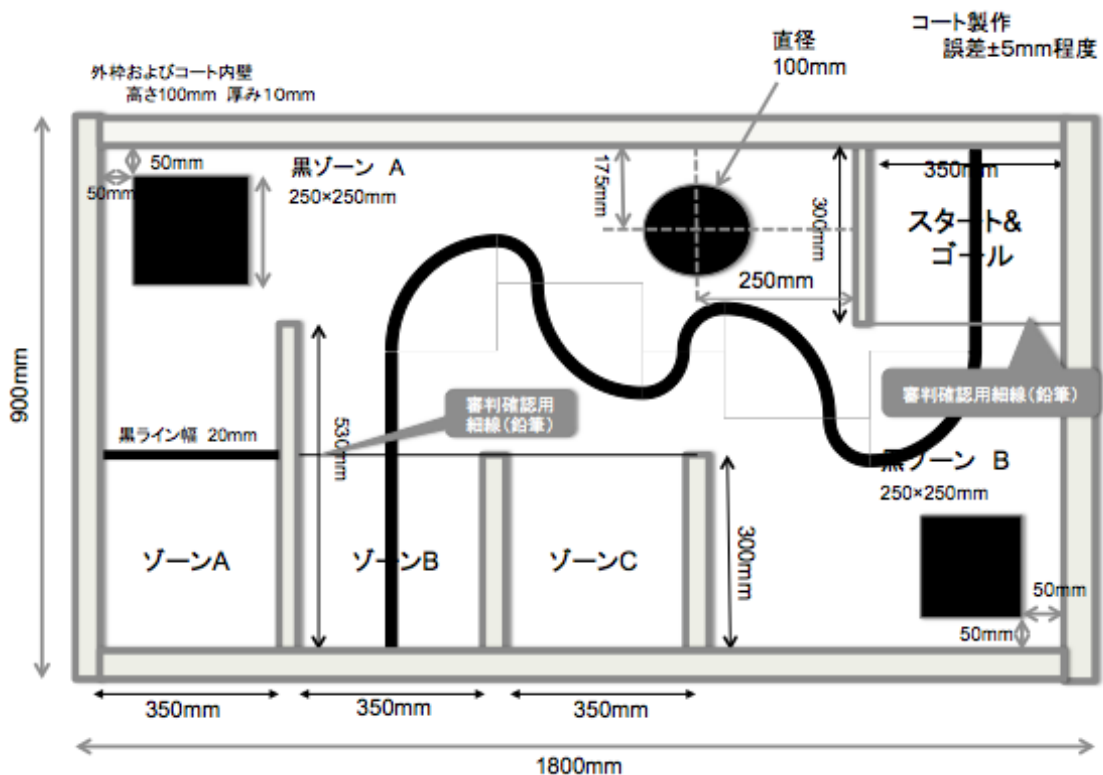 コート製作
誤差±5mm程度
直径
100mm
外枠およびコート内壁
高さ100mm 厚み10mm
50mm
50mm
黒ゾーン A
250×250mm
175mm
300mm
350mm
スタート&
ゴール
250mm
審判確認用細線(鉛筆)
900mm
黒ライン幅 20mm
530mm
審判確認用
細線(鉛筆)
黒ゾーン B
250×250mm
ゾーンA
ゾーンB
ゾーンC
300mm
50mm
50mm
350mm
350mm
350mm
1800mm